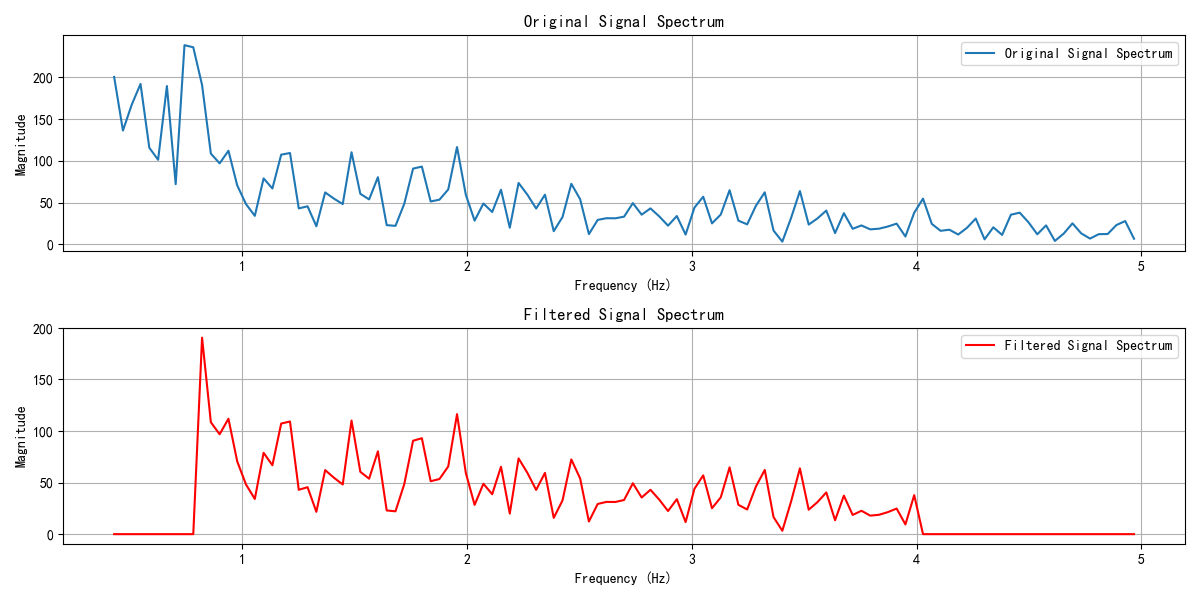 Original Signal Spectrum
Original Signal Spectrum
Magnitude
200
150
100
50
0
1 2 3 4 5
Frequency (Hz)
Filtered Signal Spectrum
Filtered Signal Spectrum
Magnitude
200
150
100
50
0
1 2 3 4 5
Frequency (Hz)